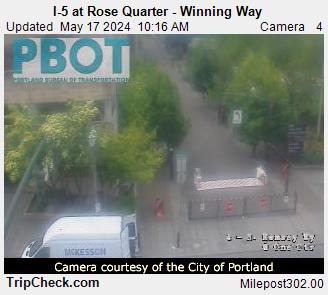 I-5 at Rose Quarter - Winning Way
Updated May 17 2024 10:16 AM Camera 4
PBOT
PORTLAND BUREAU OF TRANSPORTATION
McKESSON
Camera courtesy of the City of Portland
TripCheck.com Milepost302.00